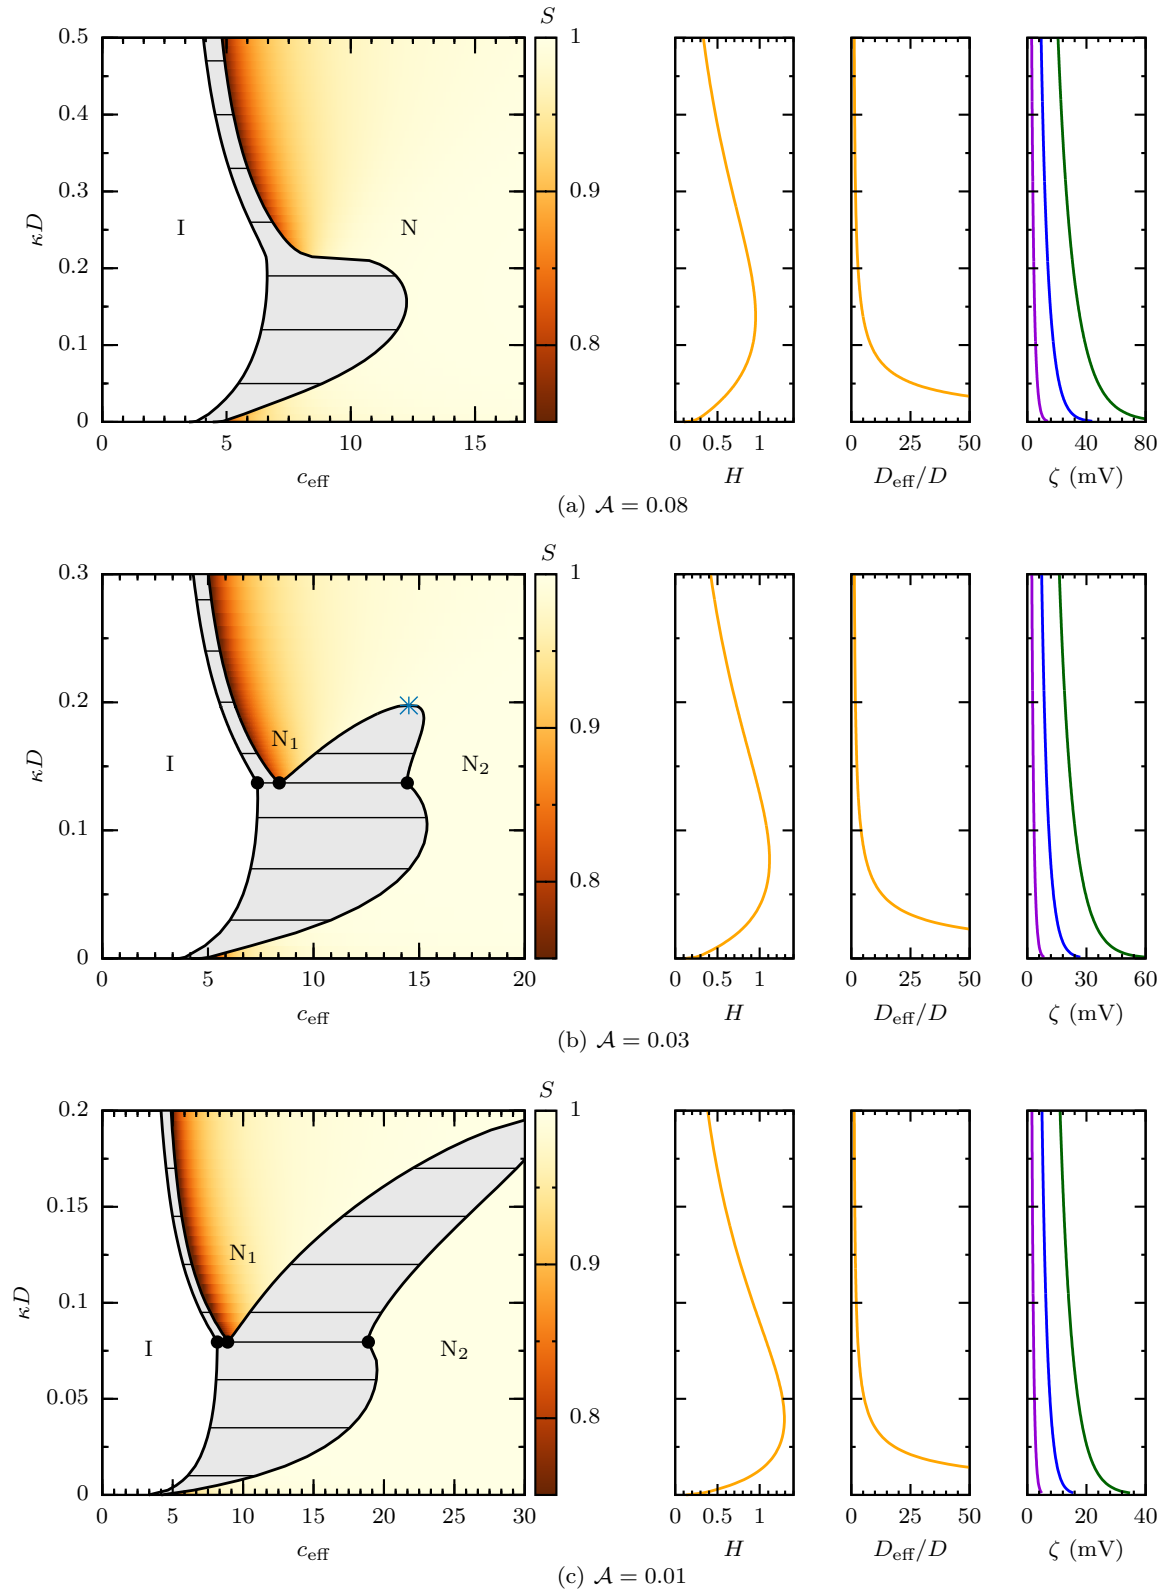 S
0.5
0.4
0.3
0.2
0.1
0
κD
I
N
1
0.9
0.8
0 5 10 15
c_eff
0 0.5 1
H
0 25 50
D_eff/D
0 40 80
ζ (mV)
(a) 𝒜 = 0.08
S
0.3
0.2
0.1
0
κD
I
N₁
N₂
1
0.9
0.8
0 5 10 15 20
c_eff
0 0.5 1
H
0 25 50
D_eff/D
0 30 60
ζ (mV)
(b) 𝒜 = 0.03
S
0.2
0.15
0.1
0.05
0
κD
I
N₁
N₂
1
0.9
0.8
0 5 10 15 20 25 30
c_eff
0 0.5 1
H
0 25 50
D_eff/D
0 20 40
ζ (mV)
(c) 𝒜 = 0.01